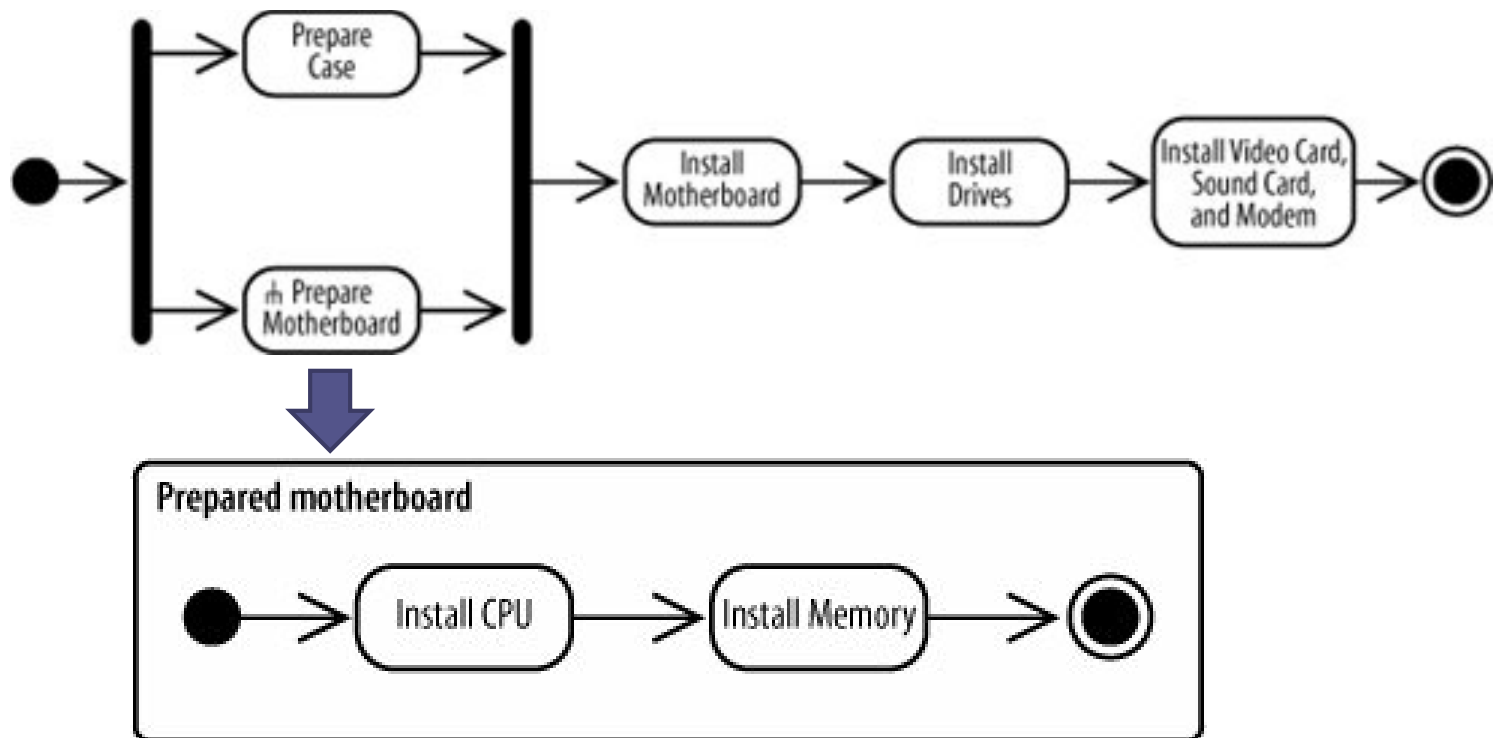 Prepare
Case
Prepare
Motherboard
Install
Motherboard
Install
Drives
Install Video Card,
Sound Card,
and Modem
Prepared motherboard
Install CPU
Install Memory